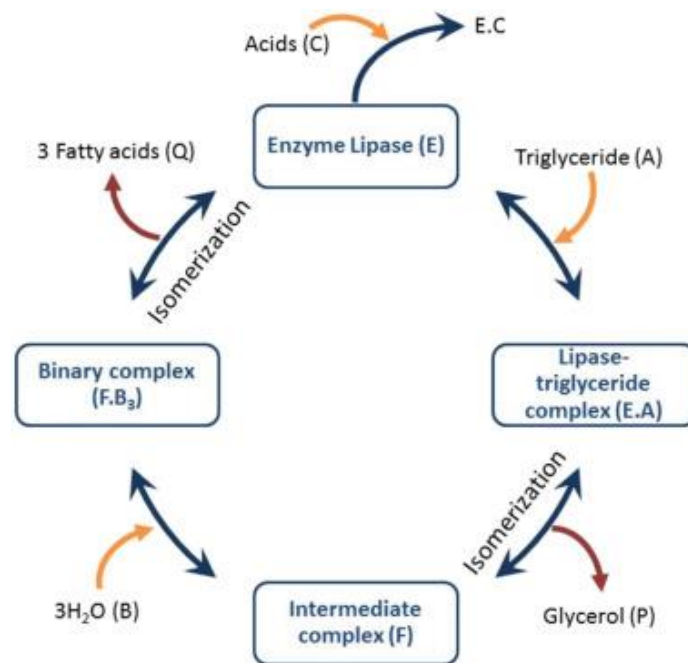 E.C
Acids (C)
Enzyme Lipase (E)
3 Fatty acids (Q)
Triglyceride (A)
Isomerization
Binary complex
(F.B₃)
Lipase-
triglyceride
complex (E.A)
Isomerization
3H₂O (B)
Intermediate
complex (F)
Glycerol (P)